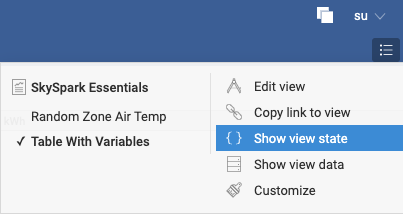 su
SkySpark Essentials
Random Zone Air Temp
✓ Table With Variables
Edit view
Copy link to view
{ } Show view state
Show view data
Customize